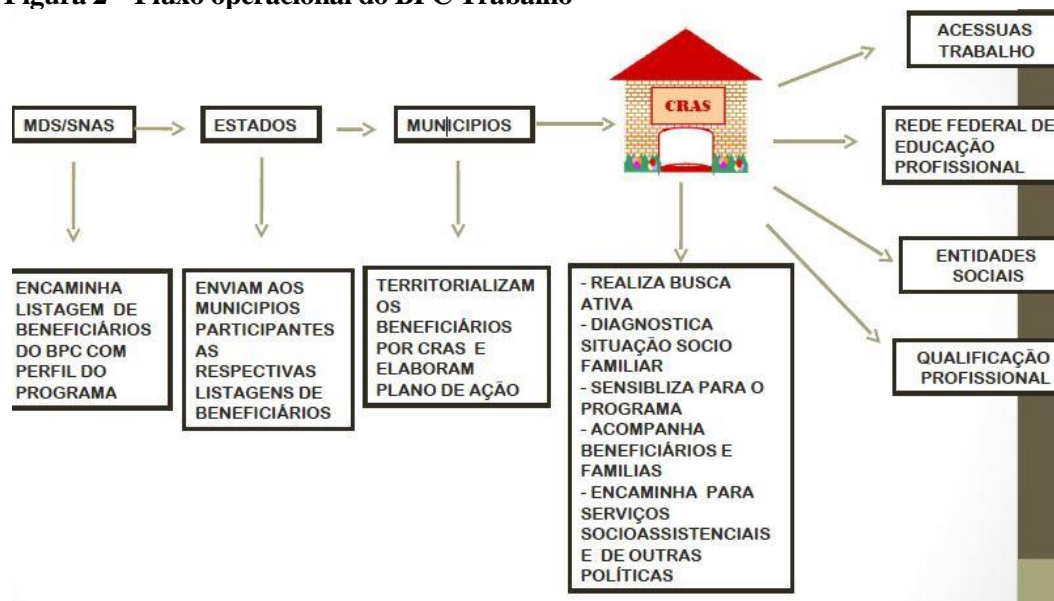 Figura 2 – Fluxo operacional do BPC Trabalho
MDS/SNAS
ESTADOS
MUNICIPIOS
CRAS
ACESSUAS
TRABALHO
REDE FEDERAL DE
EDUCAÇÃO
PROFISSIONAL
ENTIDADES
SOCIAIS
QUALIFICAÇÃO
PROFISSIONAL
ENCAMINHA
LISTAGEM DE
BENEFICIÁRIOS
DO BPC COM
PERFIL DO
PROGRAMA
ENVIAM AOS
MUNICIPIOS
PARTICIPANTES
AS
RESPECTIVAS
LISTAGENS DE
BENEFICIÁRIOS
TERRITORIALIZAM
OS
BENEFICIÁRIOS
POR CRAS E
ELABORAM
PLANO DE AÇÃO
- REALIZA BUSCA
ATIVA
- DIAGNOSTICA
SITUAÇÃO SOCIO
FAMILIAR
- SENSIBLIZA PARA O
PROGRAMA
- ACOMPANHA
BENEFICIÁRIOS E
FAMILIAS
- ENCAMINHA PARA
SERVIÇOS
SOCIOASSISTENCIAIS
E DE OUTRAS
POLÍTICAS